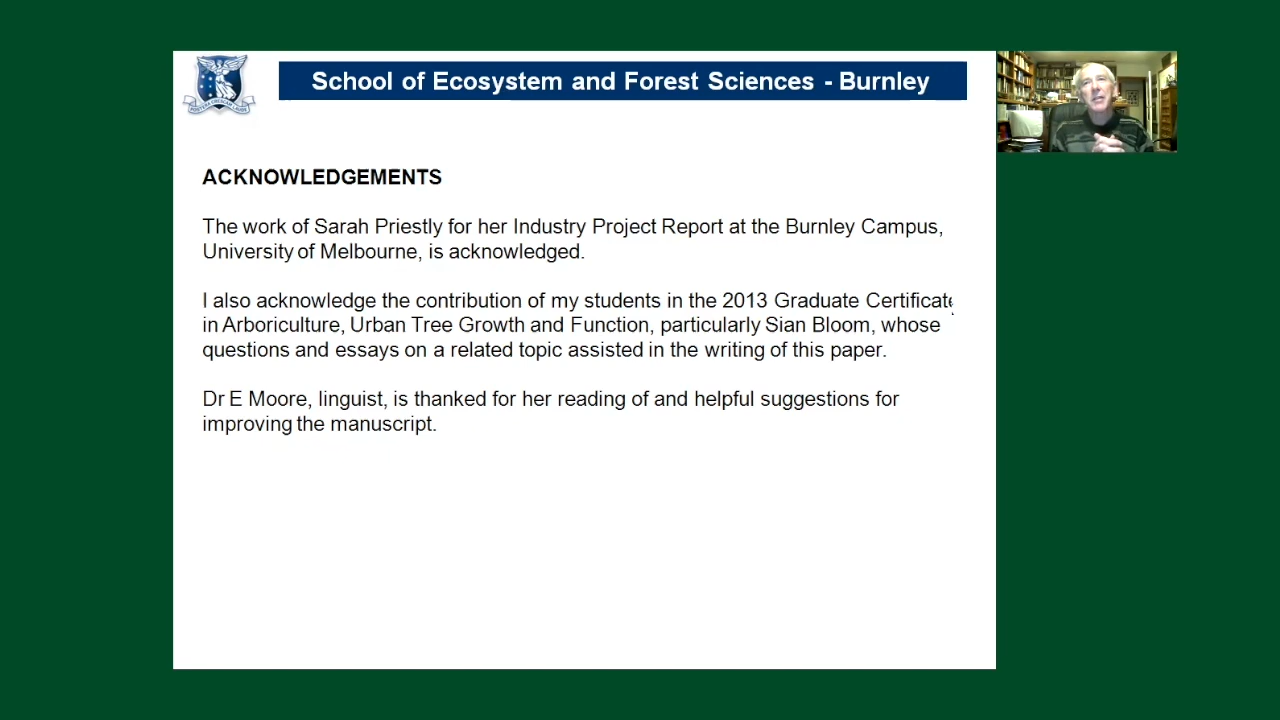 School of Ecosystem and Forest Sciences - Burnley
POSTERA CRESCAM LAUDE
ACKNOWLEDGEMENTS
The work of Sarah Priestly for her Industry Project Report at the Burnley Campus,
University of Melbourne, is acknowledged.
I also acknowledge the contribution of my students in the 2013 Graduate Certificate
in Arboriculture, Urban Tree Growth and Function, particularly Sian Bloom, whose
questions and essays on a related topic assisted in the writing of this paper.
Dr E Moore, linguist, is thanked for her reading of and helpful suggestions for
improving the manuscript.